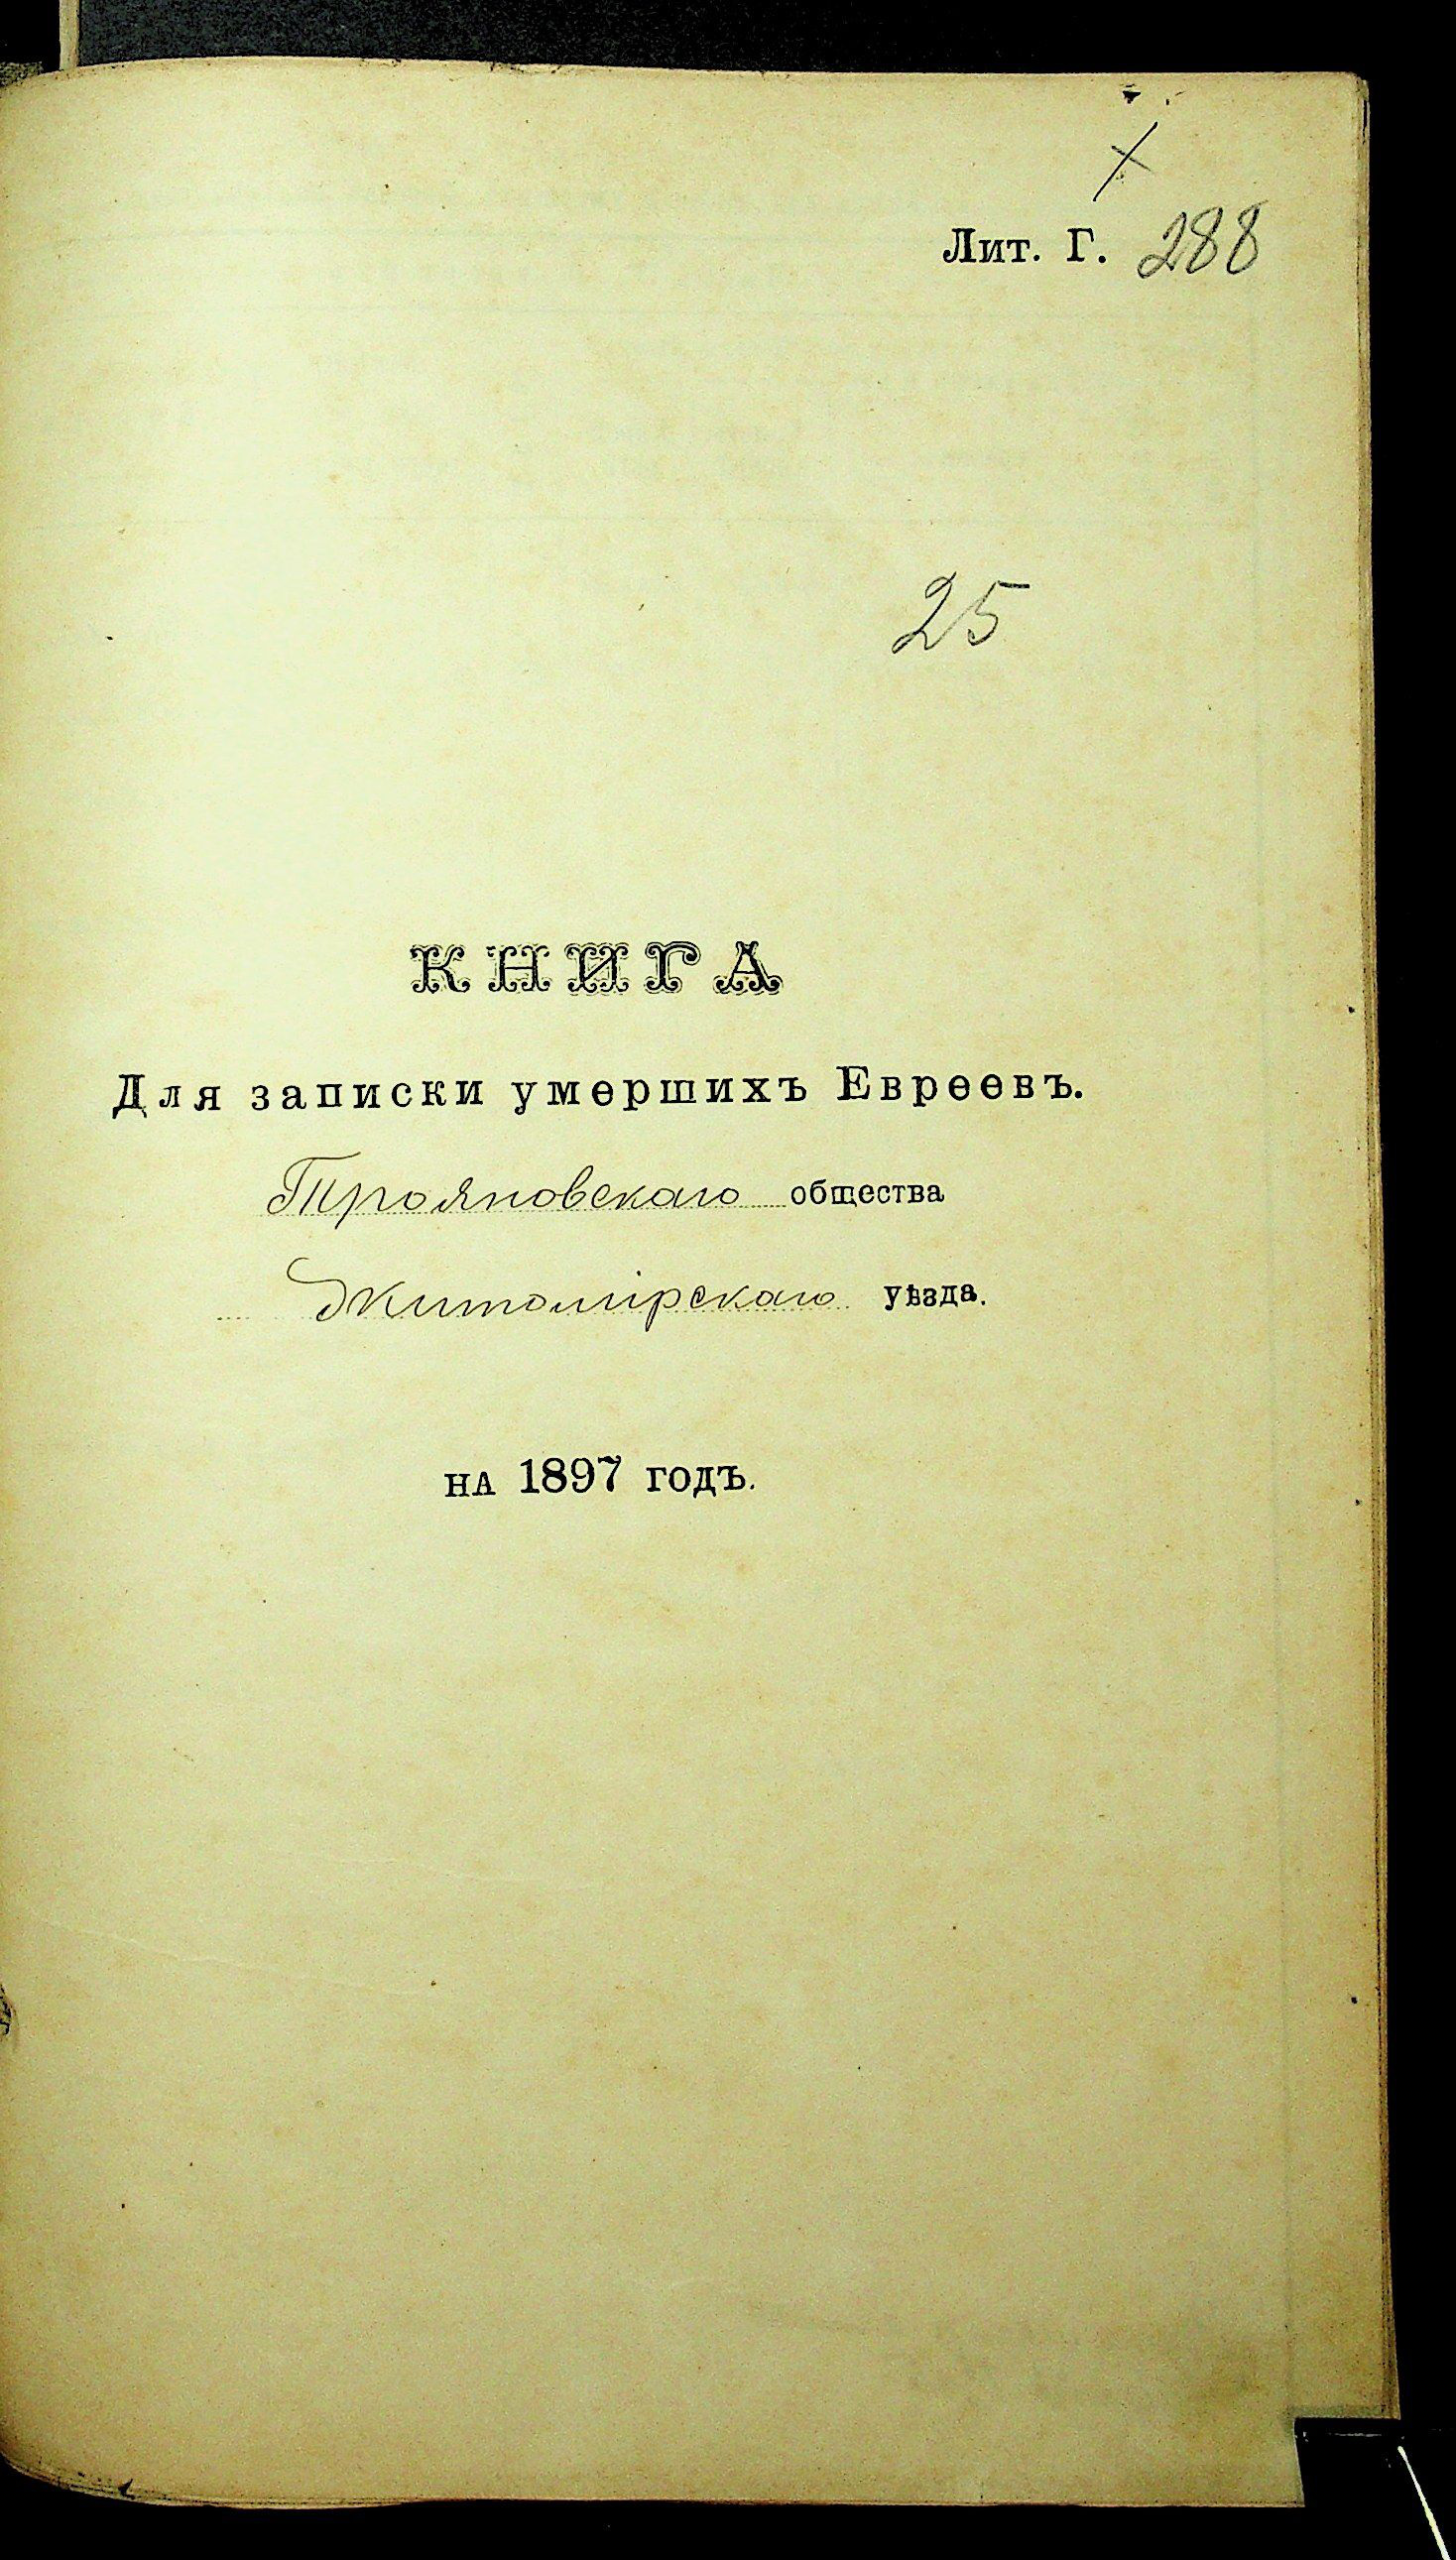 Лит. Г. 288
25
КНИГА
Для записки умершихъ Евреевъ.
Трояновскаго общества
Житомірскаго уѣзда.
НА 1897 ГОДЪ.